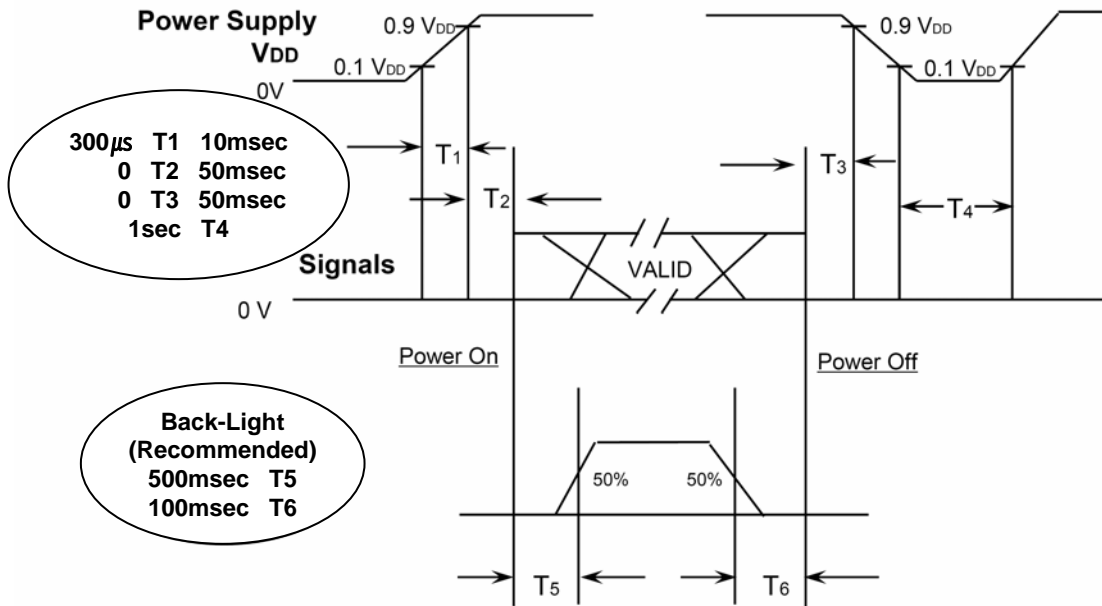 Power Supply
VDD
0.9 VDD
0.1 VDD
0V
0.9 VDD
0.1 VDD
300㎲ T1 10msec
0 T2 50msec
0 T3 50msec
1sec T4
T1
T2
T3
T4
Signals
VALID
0 V
Power On
Power Off
Back-Light
(Recommended)
500msec T5
100msec T6
50%
50%
T5
T6